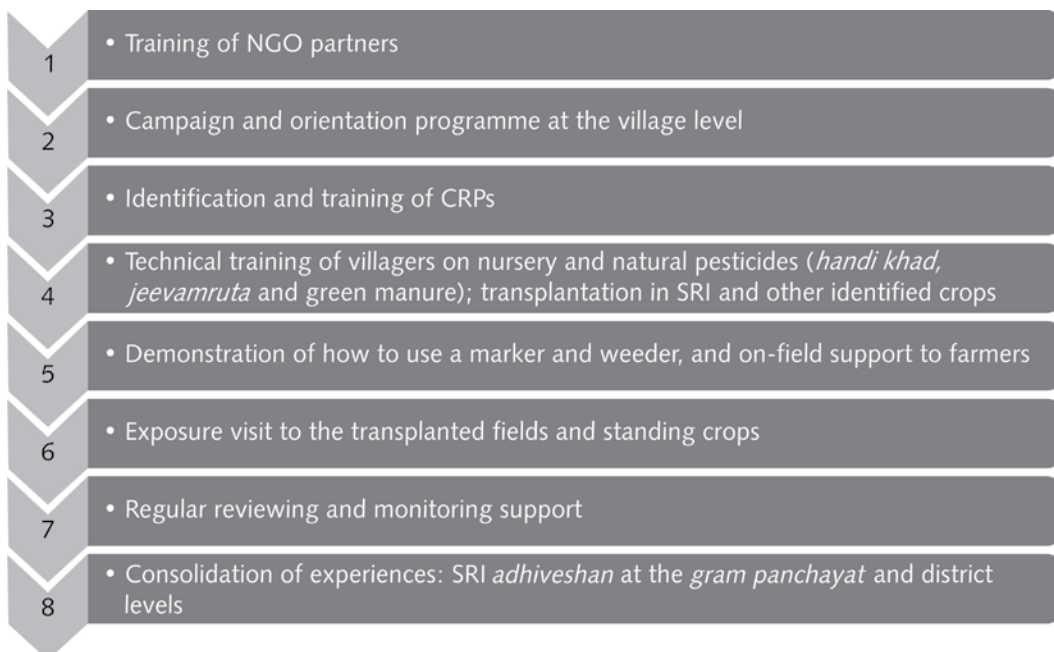 1
• Training of NGO partners
2
• Campaign and orientation programme at the village level
3
• Identification and training of CRPs
4
• Technical training of villagers on nursery and natural pesticides (handi khad,
jeevamruta and green manure); transplantation in SRI and other identified crops
5
• Demonstration of how to use a marker and weeder, and on-field support to farmers
6
• Exposure visit to the transplanted fields and standing crops
7
• Regular reviewing and monitoring support
8
• Consolidation of experiences: SRI adhiveshan at the gram panchayat and district
levels